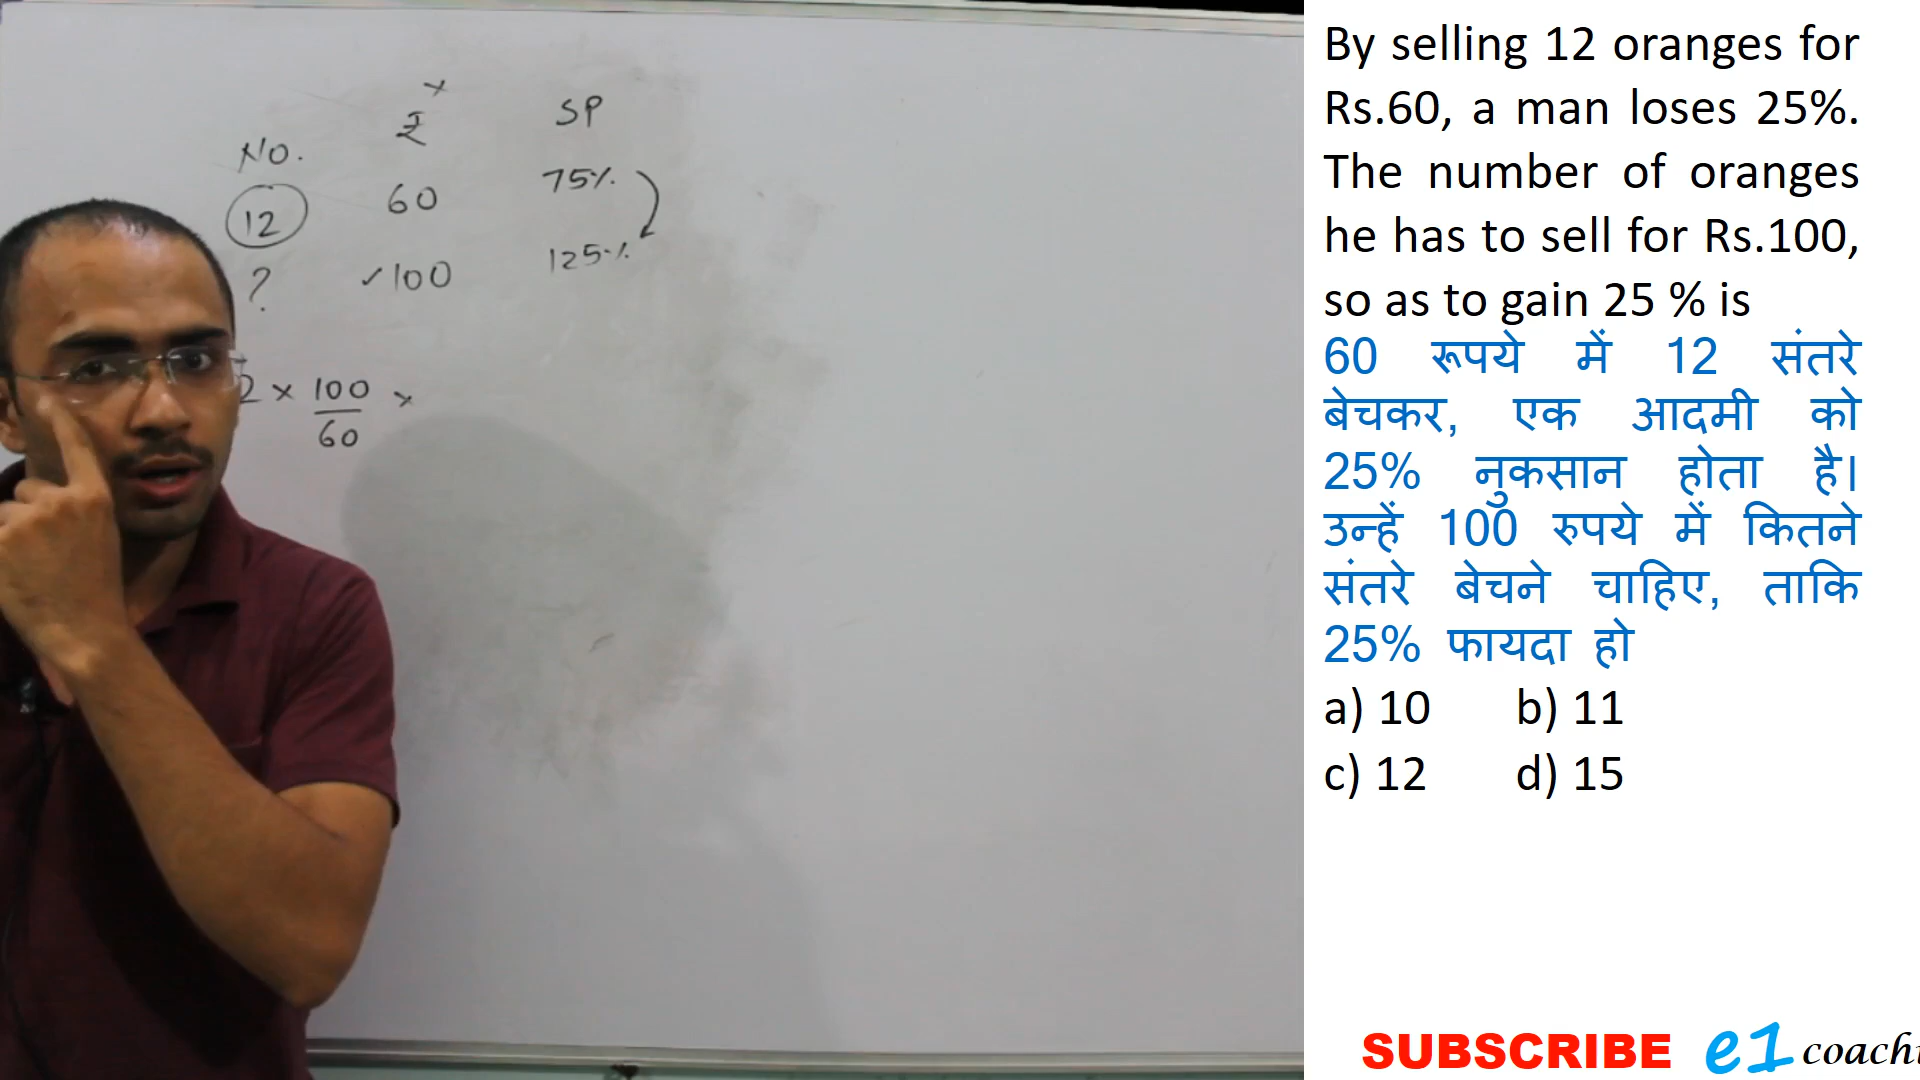 No. ₹ x SP
12 60 75%
? ✓100 125%
2 × 100/60 ×
By selling 12 oranges for
Rs.60, a man loses 25%.
The number of oranges
he has to sell for Rs.100,
so as to gain 25 % is
60 रूपये में 12 संतरे
बेचकर, एक आदमी को
25% नुकसान होता है।
उन्हें 100 रुपये में कितने
संतरे बेचने चाहिए, ताकि
25% फायदा हो
a) 10 b) 11
c) 12 d) 15
SUBSCRIBE e1 coachi